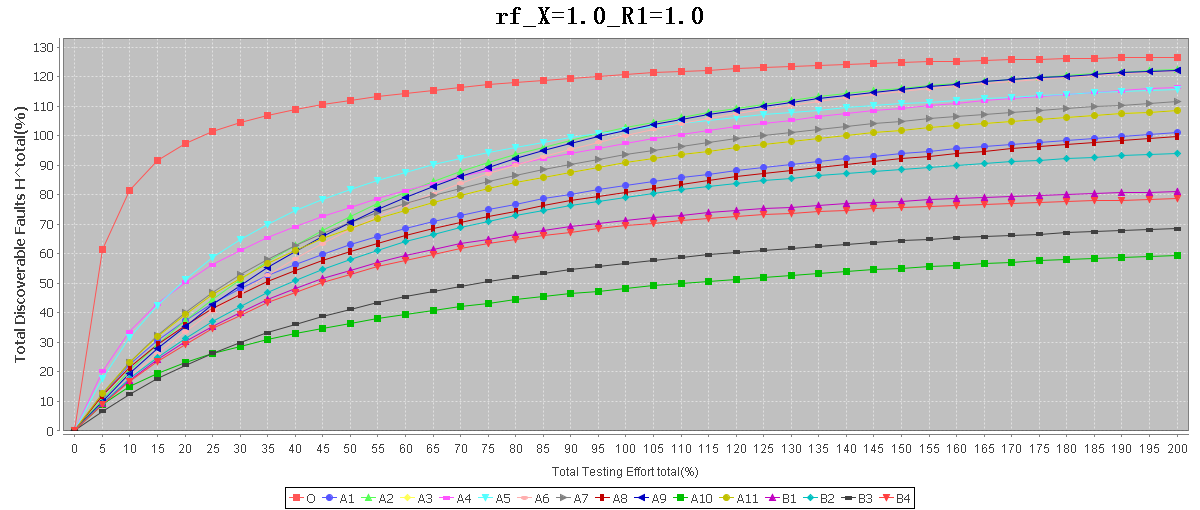 rf_X=1.0_R1=1.0
Total Discoverable Faults H^total(%)
130
120
110
100
90
80
70
60
50
40
30
20
10
0
0 5 10 15 20 25 30 35 40 45 50 55 60 65 70 75 80 85 90 95 100 105 110 115 120 125 130 135 140 145 150 155 160 165 170 175 180 185 190 195 200
Total Testing Effort total(%)
O A1 A2 A3 A4 A5 A6 A7 A8 A9 A10 A11 B1 B2 B3 B4